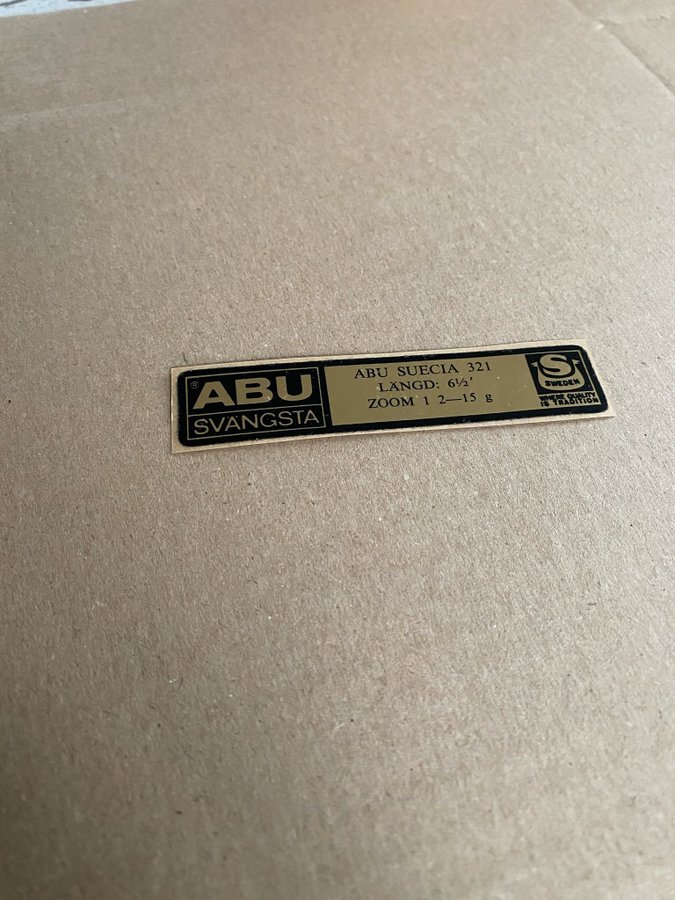 ® ABU
SVÄNGSTA
ABU SUECIA 321
LÄNGD: 6½′
ZOOM 1 2—15 g
S
SWEDEN
WHERE QUALITY
IS TRADITION